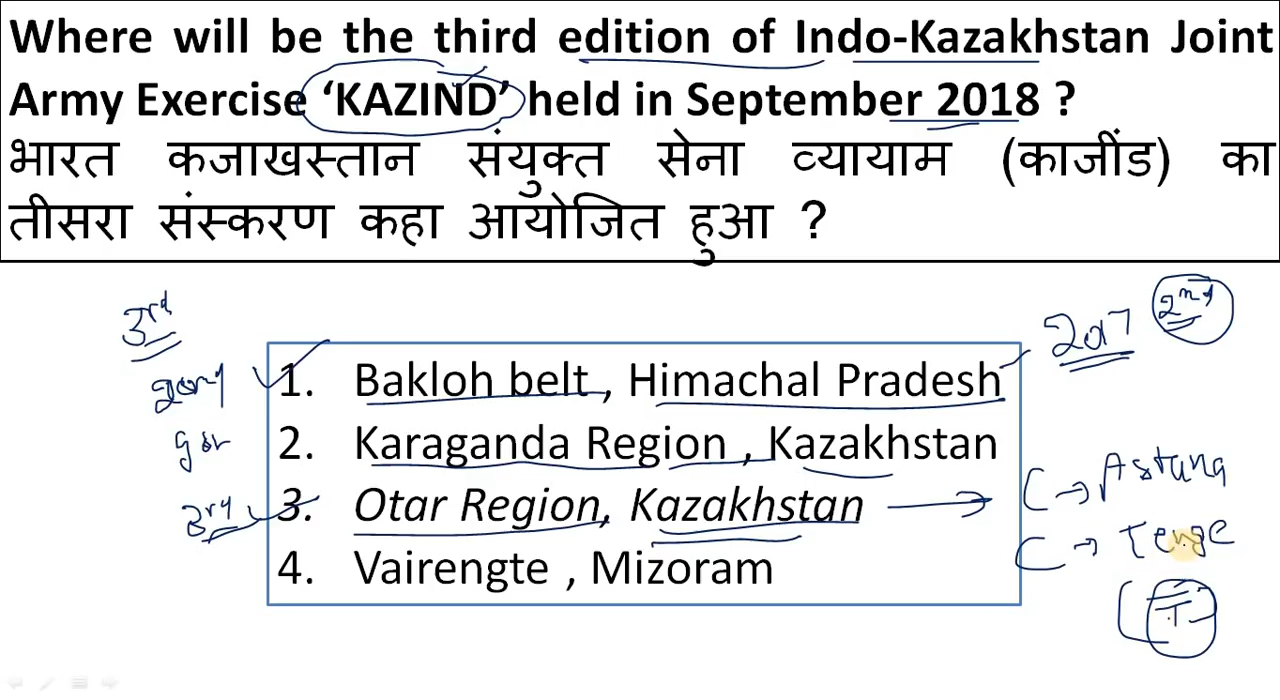 Where will be the third edition of Indo-Kazakhstan Joint
Army Exercise ‘KAZIND’ held in September 2018 ?
भारत कजाखस्तान संयुक्त सेना व्यायाम (काजींड) का
तीसरा संस्करण कहा आयोजित हुआ ?
3rd
2017 2nd
1. Bakloh belt , Himachal Pradesh
2. Karaganda Region , Kazakhstan
3rd 3. Otar Region, Kazakhstan → C → Astana
C → Tenge
4. Vairengte , Mizoram
T